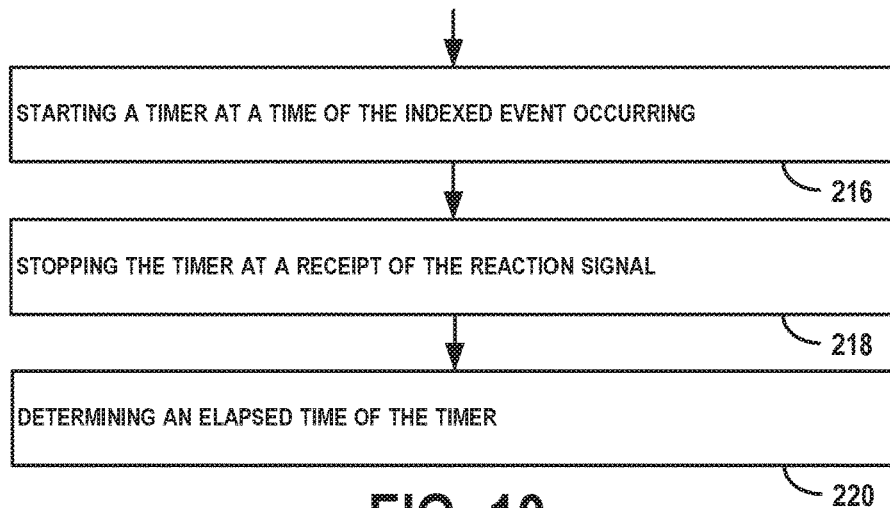 STARTING A TIMER AT A TIME OF THE INDEXED EVENT OCCURRING
216
STOPPING THE TIMER AT A RECEIPT OF THE REACTION SIGNAL
218
DETERMINING AN ELAPSED TIME OF THE TIMER
220